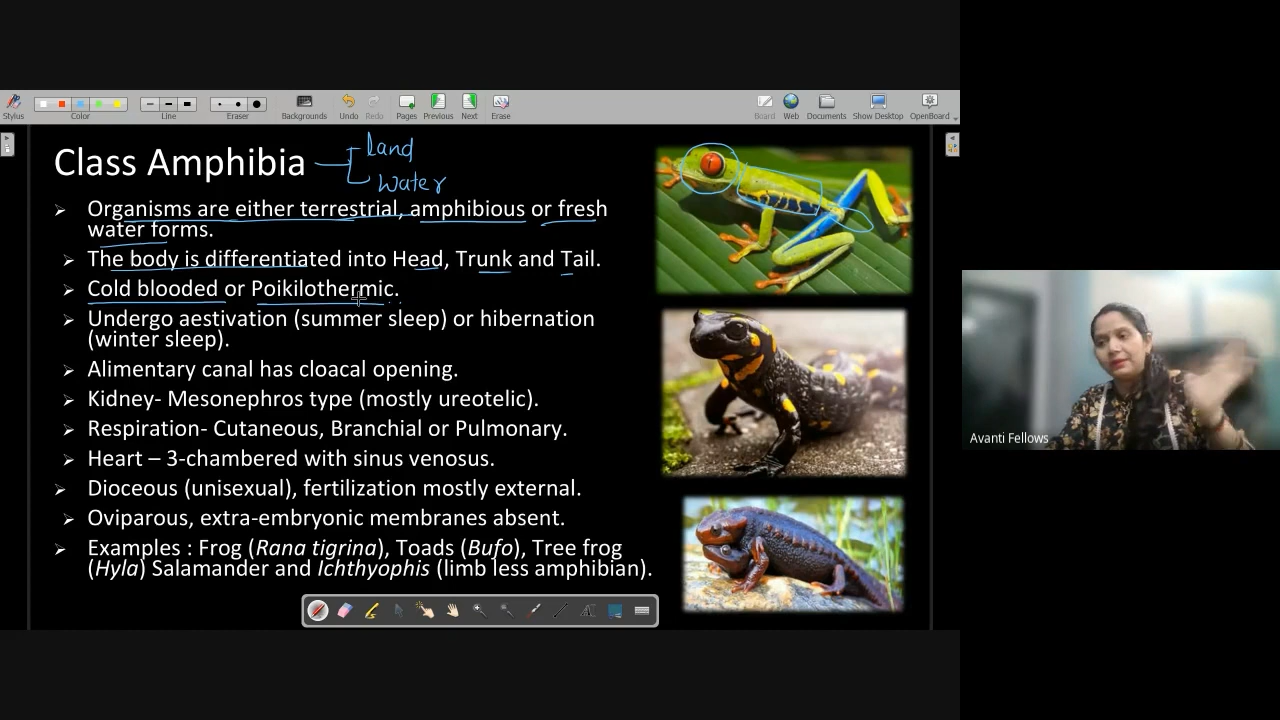 Stylus
Color
Line
Eraser
Backgrounds
Undo
Redo
Pages
Previous
Next
Erase
Board
Web
Documents
Show Desktop
OpenBoard
Class Amphibia
land
water
Organisms are either terrestrial, amphibious or fresh
water forms.
The body is differentiated into Head, Trunk and Tail.
Cold blooded or Poikilothermic.
Undergo aestivation (summer sleep) or hibernation
(winter sleep).
Alimentary canal has cloacal opening.
Kidney- Mesonephros type (mostly ureotelic).
Respiration- Cutaneous, Branchial or Pulmonary.
Heart – 3-chambered with sinus venosus.
Dioceous (unisexual), fertilization mostly external.
Oviparous, extra-embryonic membranes absent.
Examples : Frog (Rana tigrina), Toads (Bufo), Tree frog
(Hyla) Salamander and Ichthyophis (limb less amphibian).
Avanti Fellows